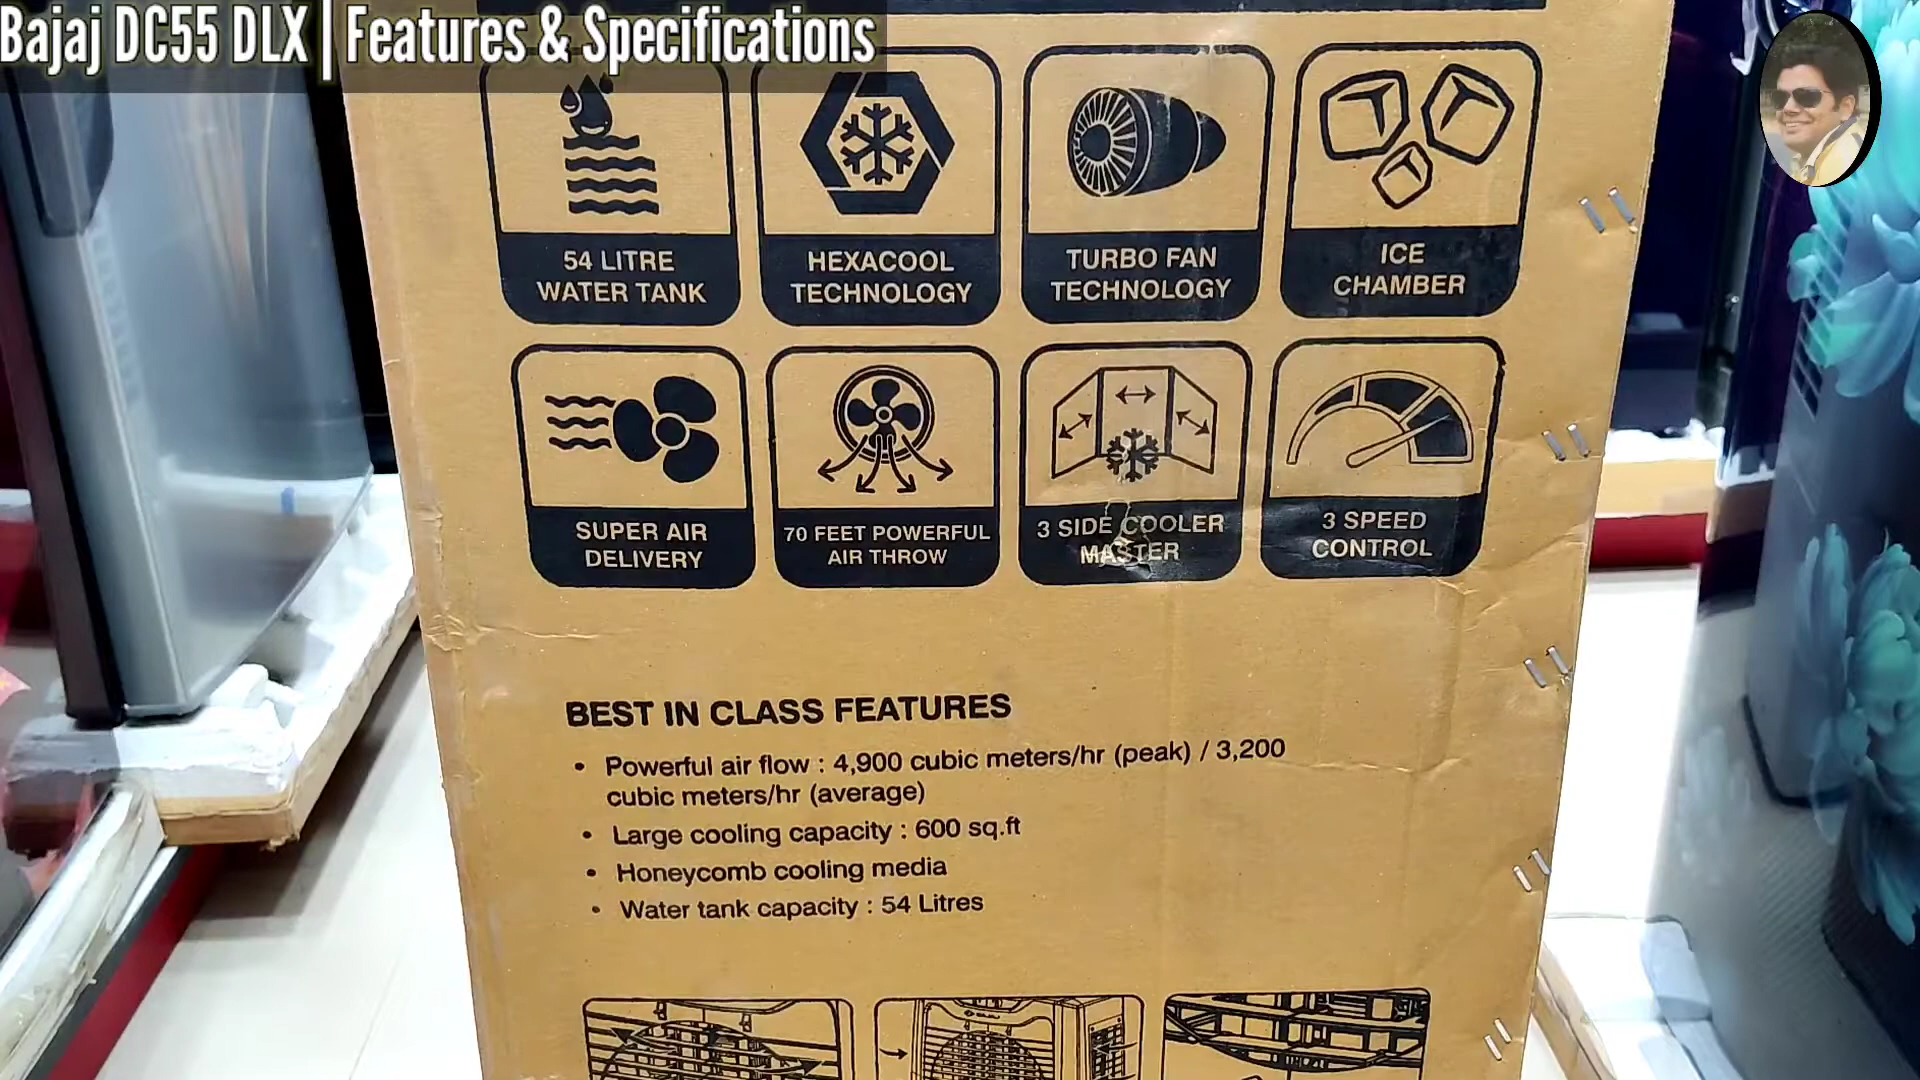 Bajaj DC55 DLX | Features & Specifications
54 LITRE
WATER TANK
HEXACOOL
TECHNOLOGY
TURBO FAN
TECHNOLOGY
ICE
CHAMBER
SUPER AIR
DELIVERY
70 FEET POWERFUL
AIR THROW
3 SIDE COOLER
MASTER
3 SPEED
CONTROL
BEST IN CLASS FEATURES
• Powerful air flow : 4,900 cubic meters/hr (peak) / 3,200
cubic meters/hr (average)
• Large cooling capacity : 600 sq.ft
• Honeycomb cooling media
• Water tank capacity : 54 Litres